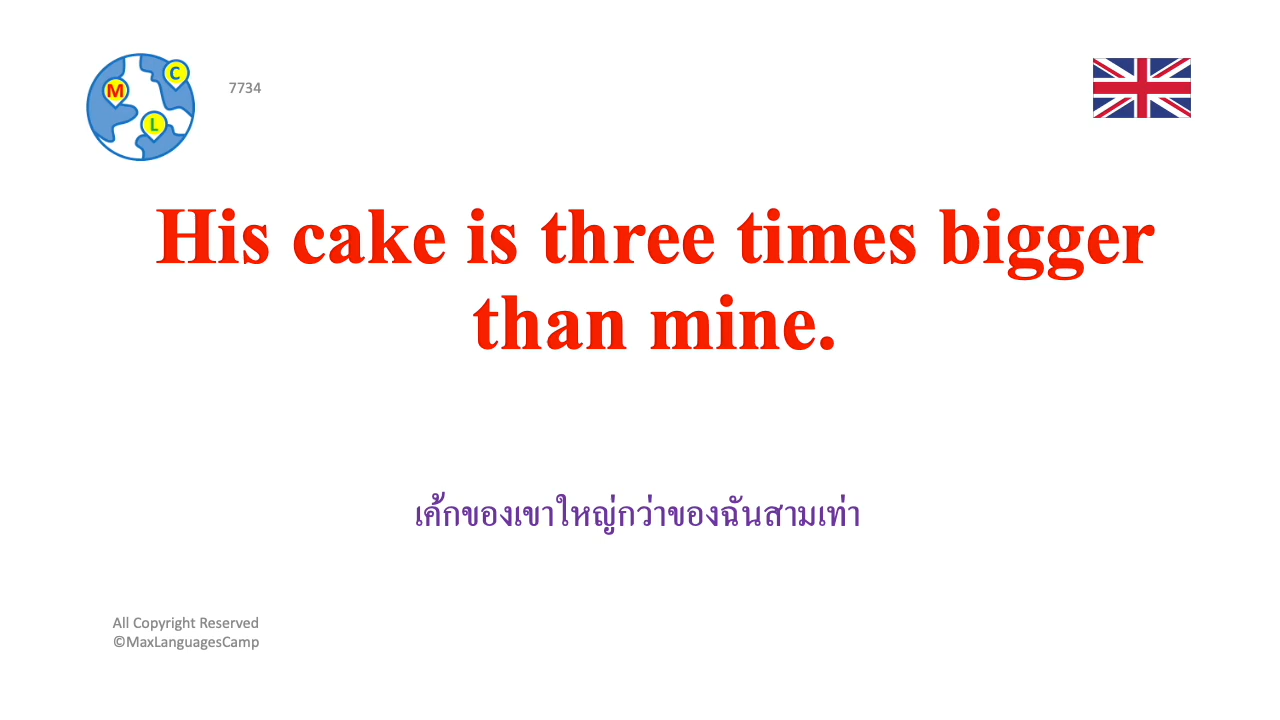 C
M
L
7734
His cake is three times bigger
than mine.
เค้กของเขาใหญ่กว่าของฉันสามเท่า
All Copyright Reserved
©MaxLanguagesCamp